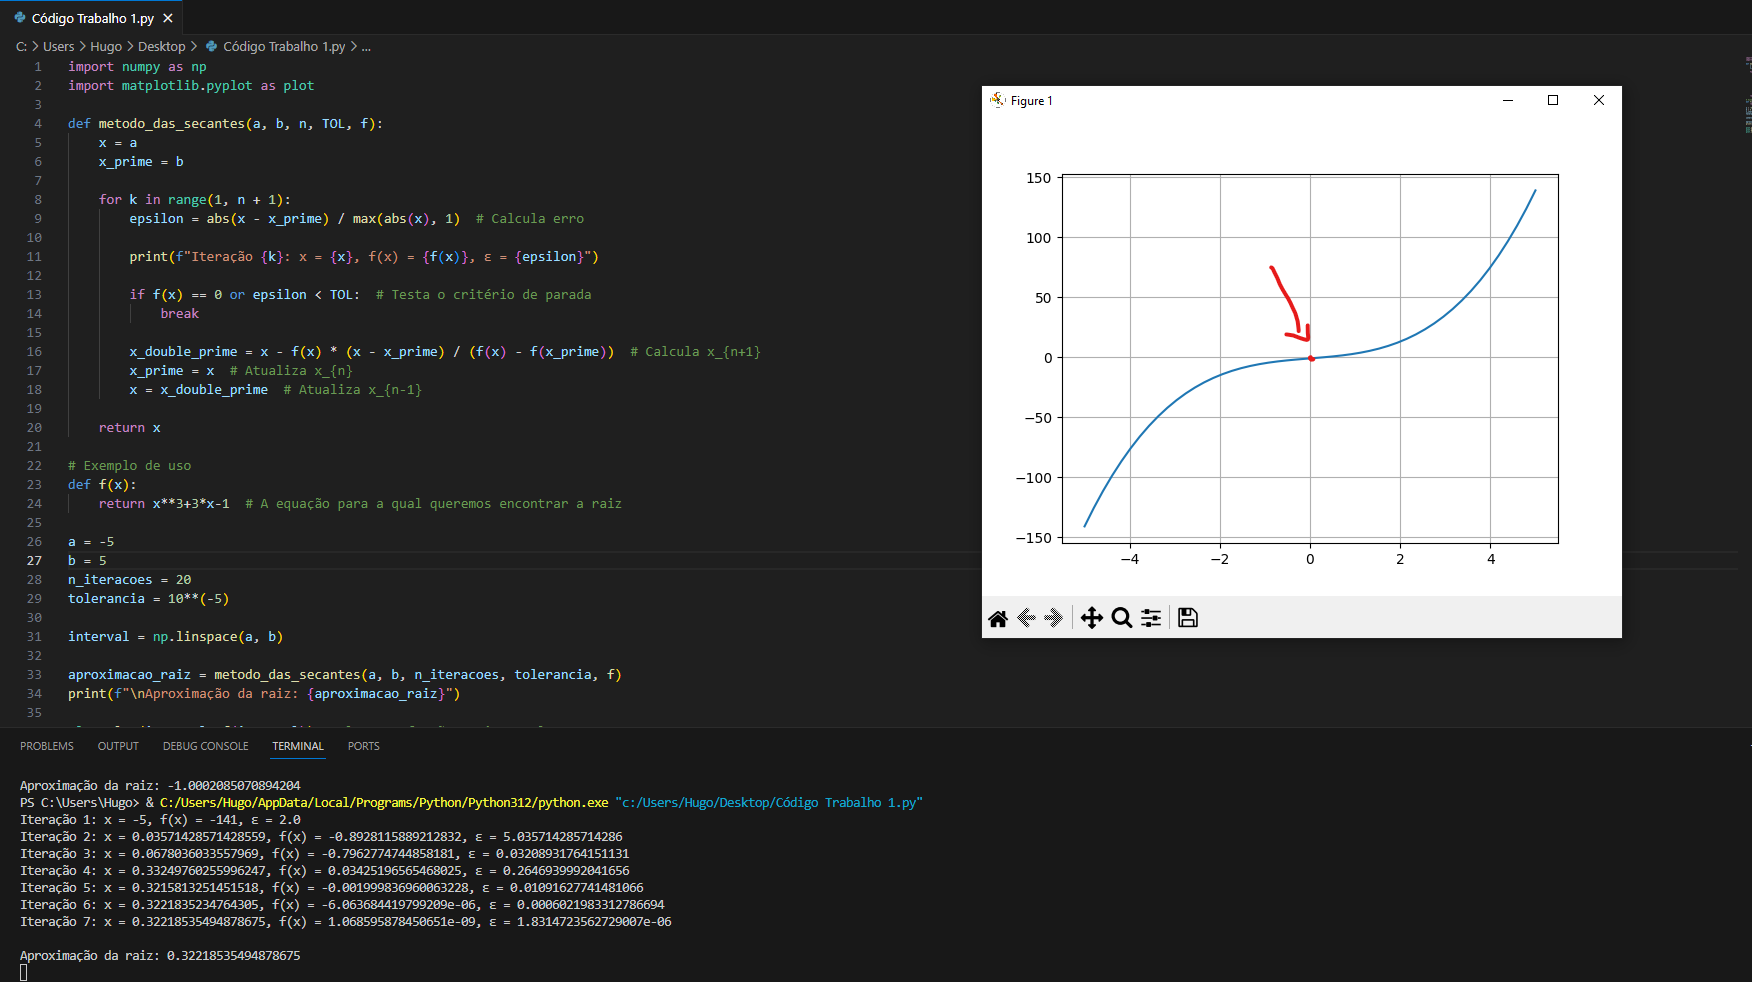 Código Trabalho 1.py
C: > Users > Hugo > Desktop > Código Trabalho 1.py > ...
1 import numpy as np
2 import matplotlib.pyplot as plot
3
4 def metodo_das_secantes(a, b, n, TOL, f):
5 x = a
6 x_prime = b
7
8 for k in range(1, n + 1):
9 epsilon = abs(x - x_prime) / max(abs(x), 1)  # Calcula erro
10
11 print(f"Iteração {k}: x = {x}, f(x) = {f(x)}, ε = {epsilon}")
12
13 if f(x) == 0 or epsilon < TOL:  # Testa o critério de parada
14 break
15
16 x_double_prime = x - f(x) * (x - x_prime) / (f(x) - f(x_prime))  # Calcula x_{n+1}
17 x_prime = x  # Atualiza x_{n}
18 x = x_double_prime  # Atualiza x_{n-1}
19
20 return x
21
22 # Exemplo de uso
23 def f(x):
24 return x**3+3*x-1  # A equação para a qual queremos encontrar a raiz
25
26 a = -5
27 b = 5
28 n_iteracoes = 20
29 tolerancia = 10**(-5)
30
31 interval = np.linspace(a, b)
32
33 aproximacao_raiz = metodo_das_secantes(a, b, n_iteracoes, tolerancia, f)
34 print(f"\nAproximação da raiz: {aproximacao_raiz}")
35
Figure 1
150
100
50
0
−50
−100
−150
−4 −2 0 2 4
PROBLEMS OUTPUT DEBUG CONSOLE TERMINAL PORTS
Aproximação da raiz: -1.0002085070894204
PS C:\Users\Hugo> & C:/Users/Hugo/AppData/Local/Programs/Python/Python312/python.exe "c:/Users/Hugo/Desktop/Código Trabalho 1.py"
Iteração 1: x = -5, f(x) = -141, ε = 2.0
Iteração 2: x = 0.03571428571428559, f(x) = -0.8928115889212832, ε = 5.035714285714286
Iteração 3: x = 0.0678036033557969, f(x) = -0.7962774744858181, ε = 0.03208931764151131
Iteração 4: x = 0.33249760255996247, f(x) = 0.03425196565468025, ε = 0.2646939992041656
Iteração 5: x = 0.3215813251451518, f(x) = -0.001999836960063228, ε = 0.01091627741481066
Iteração 6: x = 0.3221835234764305, f(x) = -6.063684419799209e-06, ε = 0.0006021983312786694
Iteração 7: x = 0.32218535494878675, f(x) = 1.068595878450651e-09, ε = 1.8314723562729007e-06
Aproximação da raiz: 0.32218535494878675